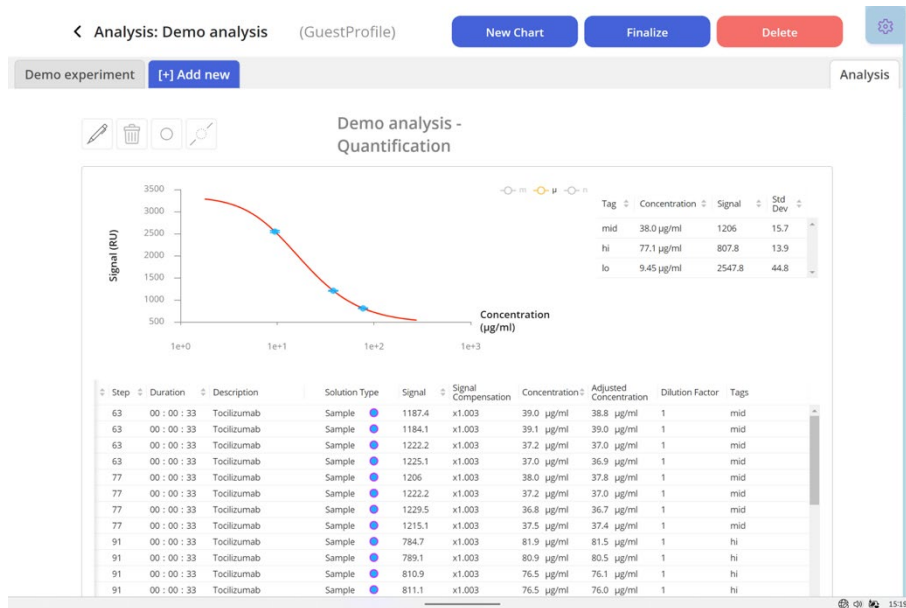 Analysis: Demo analysis (GuestProfile) New Chart Finalize Delete
Demo experiment [+] Add new Analysis
Demo analysis -
Quantification
m µ n
3500
3000
2500
2000
1500
1000
500
Signal (RU)
1e+0 1e+1 1e+2 1e+3
Concentration
(µg/ml)
Tag Concentration Signal Std Dev
mid 38.0 µg/ml 1206 15.7
hi 77.1 µg/ml 807.8 13.9
lo 9.45 µg/ml 2547.8 44.8
Step Duration Description Solution Type Signal Signal Compensation Concentration Adjusted Concentration Dilution Factor Tags
63 00 : 00 : 33 Tocilizumab Sample 1187.4 x1.003 39.0 µg/ml 38.8 µg/ml 1 mid
63 00 : 00 : 33 Tocilizumab Sample 1184.1 x1.003 39.1 µg/ml 39.0 µg/ml 1 mid
63 00 : 00 : 33 Tocilizumab Sample 1222.2 x1.003 37.2 µg/ml 37.0 µg/ml 1 mid
63 00 : 00 : 33 Tocilizumab Sample 1225.1 x1.003 37.0 µg/ml 36.9 µg/ml 1 mid
77 00 : 00 : 33 Tocilizumab Sample 1206 x1.003 38.0 µg/ml 37.8 µg/ml 1 mid
77 00 : 00 : 33 Tocilizumab Sample 1222.2 x1.003 37.2 µg/ml 37.0 µg/ml 1 mid
77 00 : 00 : 33 Tocilizumab Sample 1229.5 x1.003 36.8 µg/ml 36.7 µg/ml 1 mid
77 00 : 00 : 33 Tocilizumab Sample 1215.1 x1.003 37.5 µg/ml 37.4 µg/ml 1 mid
91 00 : 00 : 33 Tocilizumab Sample 784.7 x1.003 81.9 µg/ml 81.5 µg/ml 1 hi
91 00 : 00 : 33 Tocilizumab Sample 789.1 x1.003 80.9 µg/ml 80.5 µg/ml 1 hi
91 00 : 00 : 33 Tocilizumab Sample 810.9 x1.003 76.5 µg/ml 76.1 µg/ml 1 hi
91 00 : 00 : 33 Tocilizumab Sample 811.1 x1.003 76.5 µg/ml 76.0 µg/ml 1 hi